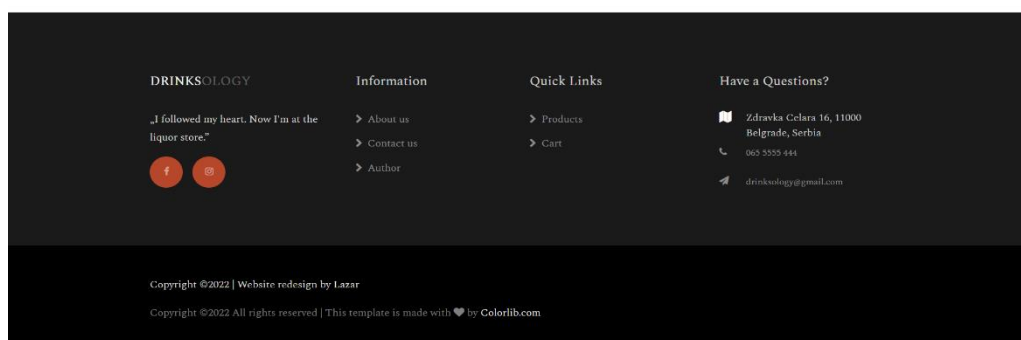 DRINKSOLOGY
„I followed my heart. Now I'm at the
liquor store.”
Information
About us
Contact us
Author
Quick Links
Products
Cart
Have a Questions?
Zdravka Celara 16, 11000
Belgrade, Serbia
065 5555 444
drinksology@gmail.com
Copyright ©2022 | Website redesign by Lazar
Copyright ©2022 All rights reserved | This template is made with ♥ by Colorlib.com